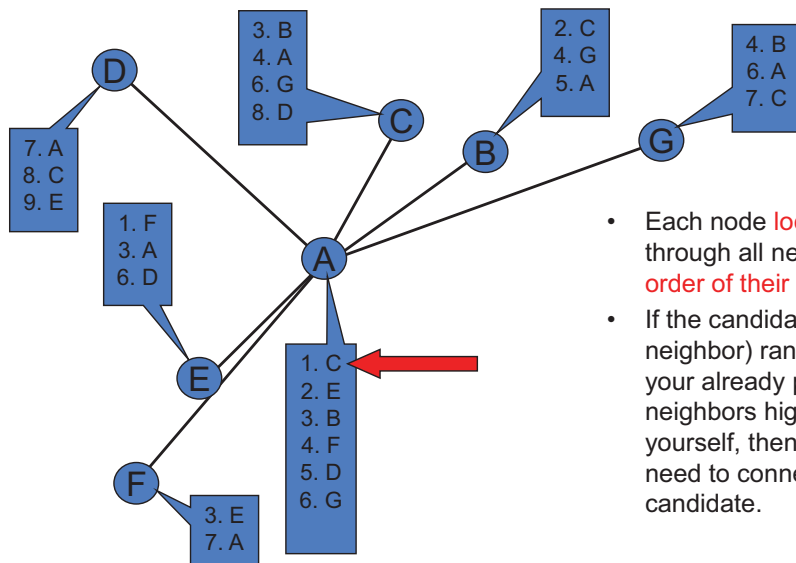 3. B
4. A
6. G
8. D
2. C
4. G
5. A
4. B
6. A
7. C
D
C
B
G
7. A
8. C
9. E
1. F
3. A
6. D
A
E
1. C
2. E
3. B
4. F
5. D
6. G
F
3. E
7. A
• Each node
through all
order of their
• If the candida
neighbor) ran
your already p
neighbors hig
yourself, then
need to conne
candidate.